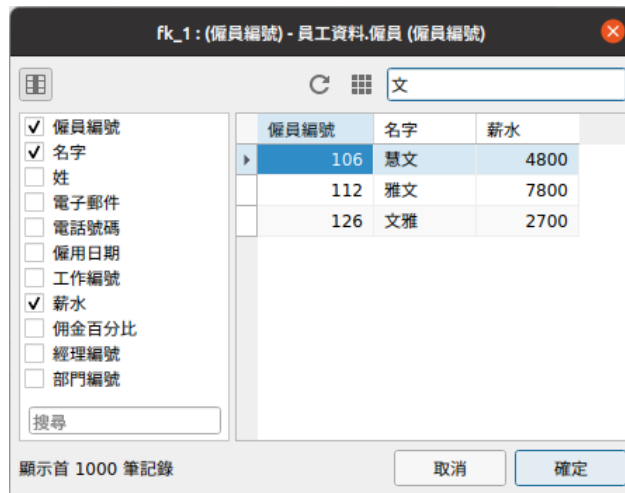 fk_1 : (僱員編號) - 員工資料.僱員 (僱員編號)
文
僱員編號
名字
姓
電子郵件
電話號碼
僱用日期
工作編號
薪水
佣金百分比
經理編號
部門編號
搜尋
僱員編號 名字 薪水
106 慧文 4800
112 雅文 7800
126 文雅 2700
顯示首 1000 筆記錄
取消
確定